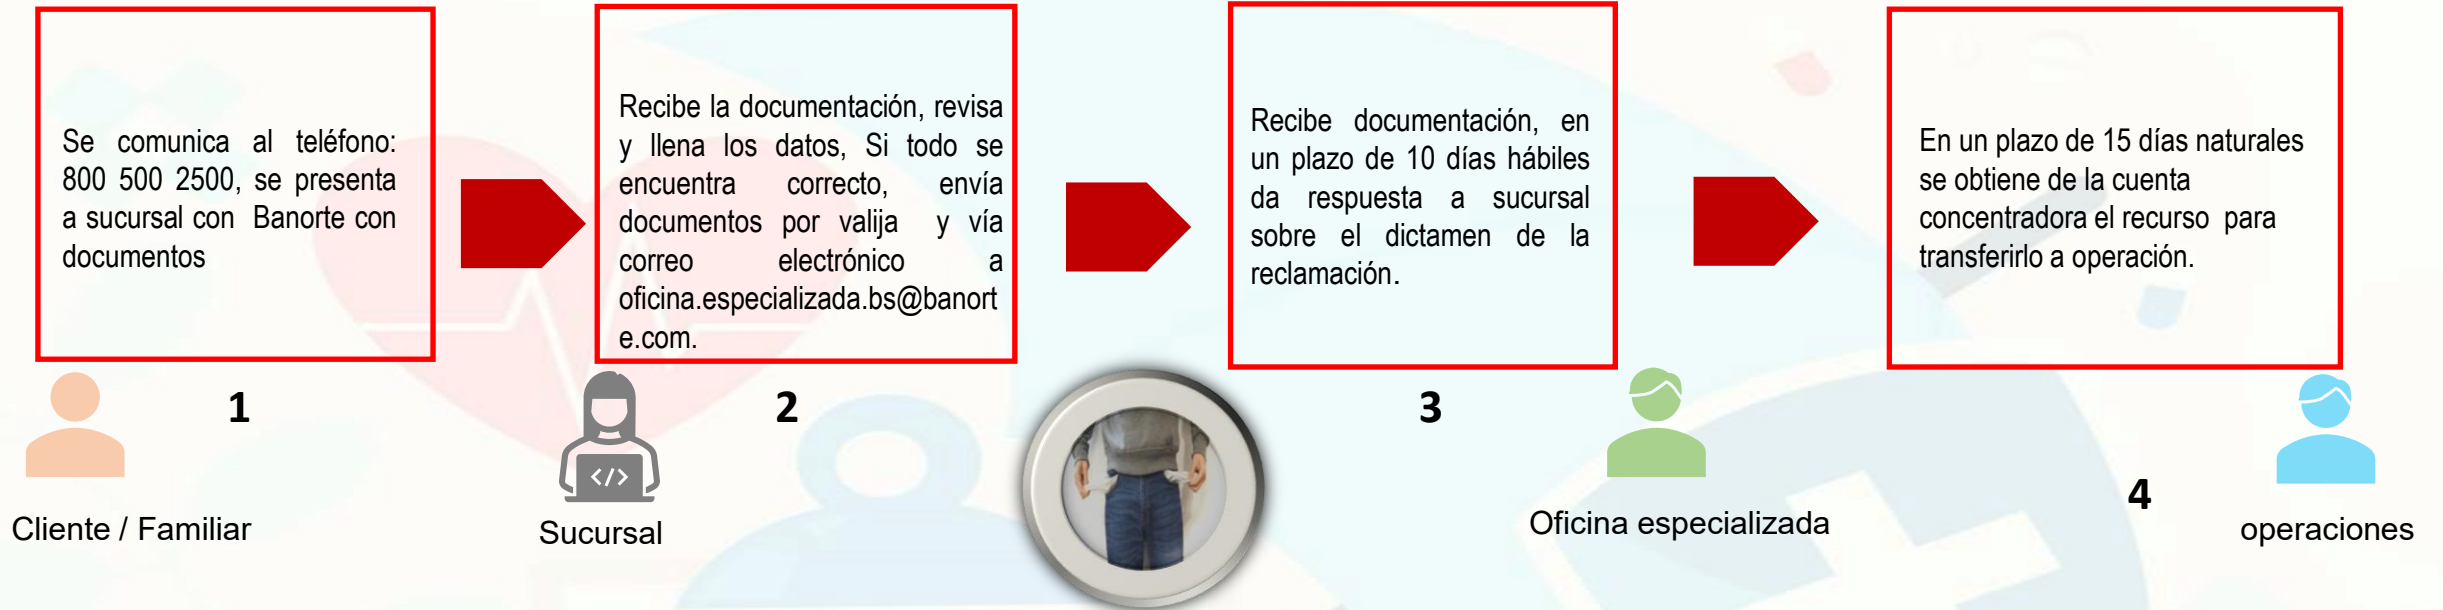 Se comunica al teléfono:
800 500 2500, se presenta
a sucursal con Banorte con
documentos
1
Cliente / Familiar
Recibe la documentación, revisa
y llena los datos, Si todo se
encuentra correcto, envía
documentos por valija y vía
correo electrónico a
oficina.especializada.bs@banort
e.com.
2
</>
Sucursal
Recibe documentación, en
un plazo de 10 días hábiles
da respuesta a sucursal
sobre el dictamen de la
reclamación.
3
Oficina especializada
En un plazo de 15 días naturales
se obtiene de la cuenta
concentradora el recurso para
transferirlo a operación.
4
operaciones